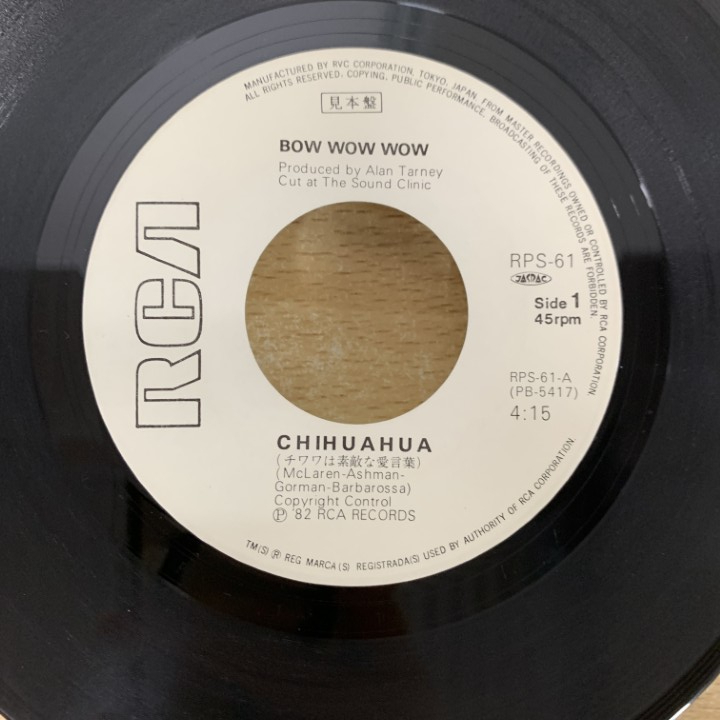 MANUFACTURED BY RVC CORPORATION, TOKYO, JAPAN, FROM MASTER RECORDINGS OWNED OR CONTROLLED BY RCA CORPORATION.
ALL RIGHTS RESERVED. COPYING, PUBLIC PERFORMANCE, BROADCASTING OF THESE RECORDS ARE FORBIDDEN.
見本盤
BOW WOW WOW
Produced by Alan Tarney
Cut at The Sound Clinic
RCA
RPS-61
JASRAC
Side 1
45rpm
RPS-61-A
(PB-5417)
4:15
CHIHUAHUA
(チワワは素敵な愛言葉)
(McLaren-Ashman-
Gorman-Barbarossa)
Copyright Control
Ⓟ '82 RCA RECORDS
TM(S) ® REG. MARCA(S) REGISTRADA(S) USED BY AUTHORITY OF RCA CORPORATION.